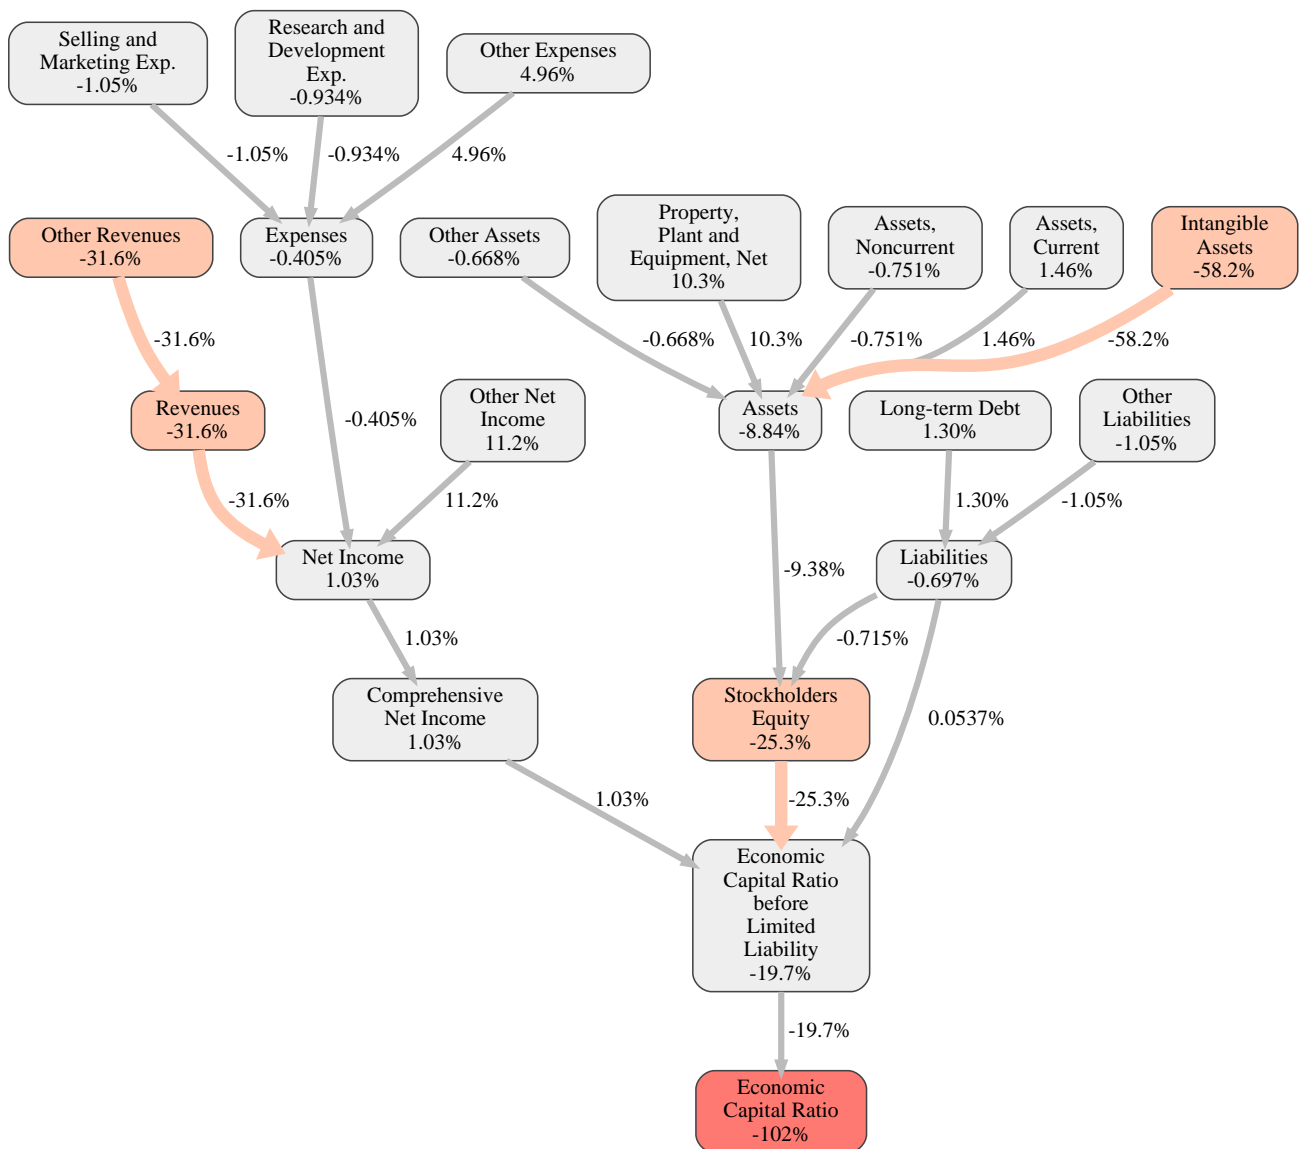 Selling and
Marketing Exp.
-1.05%
Research and
Development
Exp.
-0.934%
Other Expenses
4.96%
-1.05%
-0.934%
4.96%
Other Revenues
-31.6%
Expenses
-0.405%
Other Assets
-0.668%
Property,
Plant and
Equipment, Net
10.3%
Assets,
Noncurrent
-0.751%
Assets,
Current
1.46%
Intangible
Assets
-58.2%
-31.6%
-0.668%
10.3%
-0.751%
1.46%
-58.2%
Revenues
-31.6%
-0.405%
Other Net
Income
11.2%
Assets
-8.84%
Long-term Debt
1.30%
Other
Liabilities
-1.05%
-31.6%
11.2%
1.30%
-1.05%
Net Income
1.03%
-9.38%
Liabilities
-0.697%
1.03%
-0.715%
Comprehensive
Net Income
1.03%
Stockholders
Equity
-25.3%
0.0537%
1.03%
-25.3%
Economic
Capital Ratio
before
Limited
Liability
-19.7%
-19.7%
Economic
Capital Ratio
-102%